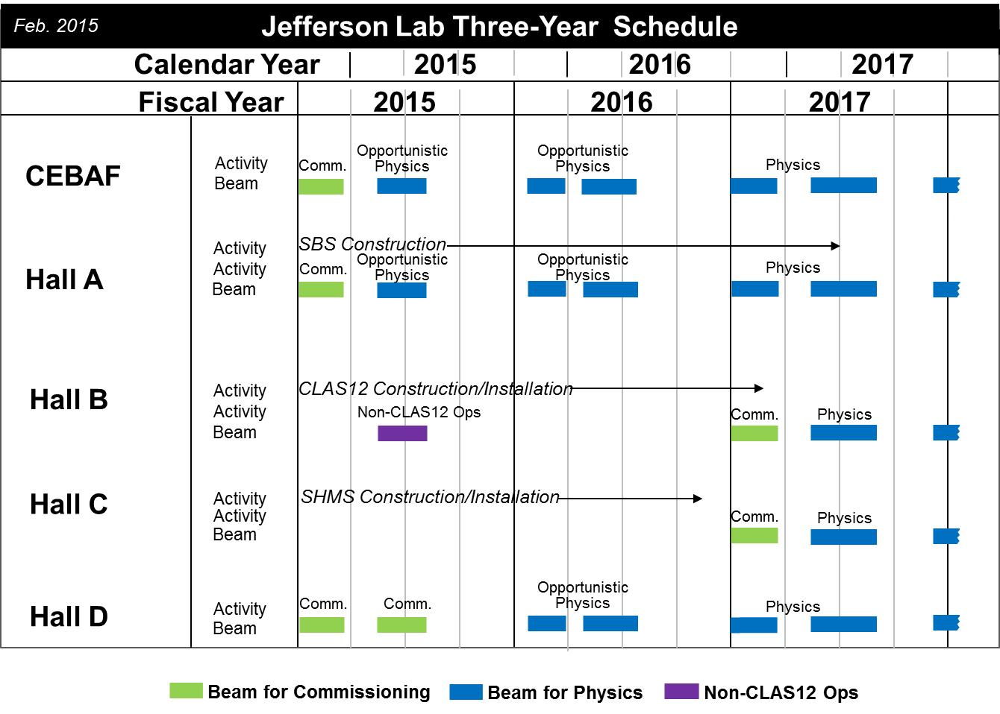 Feb. 2015
Jefferson Lab Three-Year Schedule
Calendar Year 2015 2016 2017
Fiscal Year 2015 2016 2017
CEBAF
Activity Comm. Opportunistic Physics Opportunistic Physics Physics
Beam
Hall A
Activity SBS Construction
Activity Comm. Opportunistic Physics Opportunistic Physics Physics
Beam
Hall B
Activity CLAS12 Construction/Installation
Activity Non-CLAS12 Ops Comm. Physics
Beam
Hall C
Activity SHMS Construction/Installation
Activity Comm. Physics
Beam
Hall D
Activity Comm. Comm. Opportunistic Physics Physics
Beam
Beam for Commissioning Beam for Physics Non-CLAS12 Ops